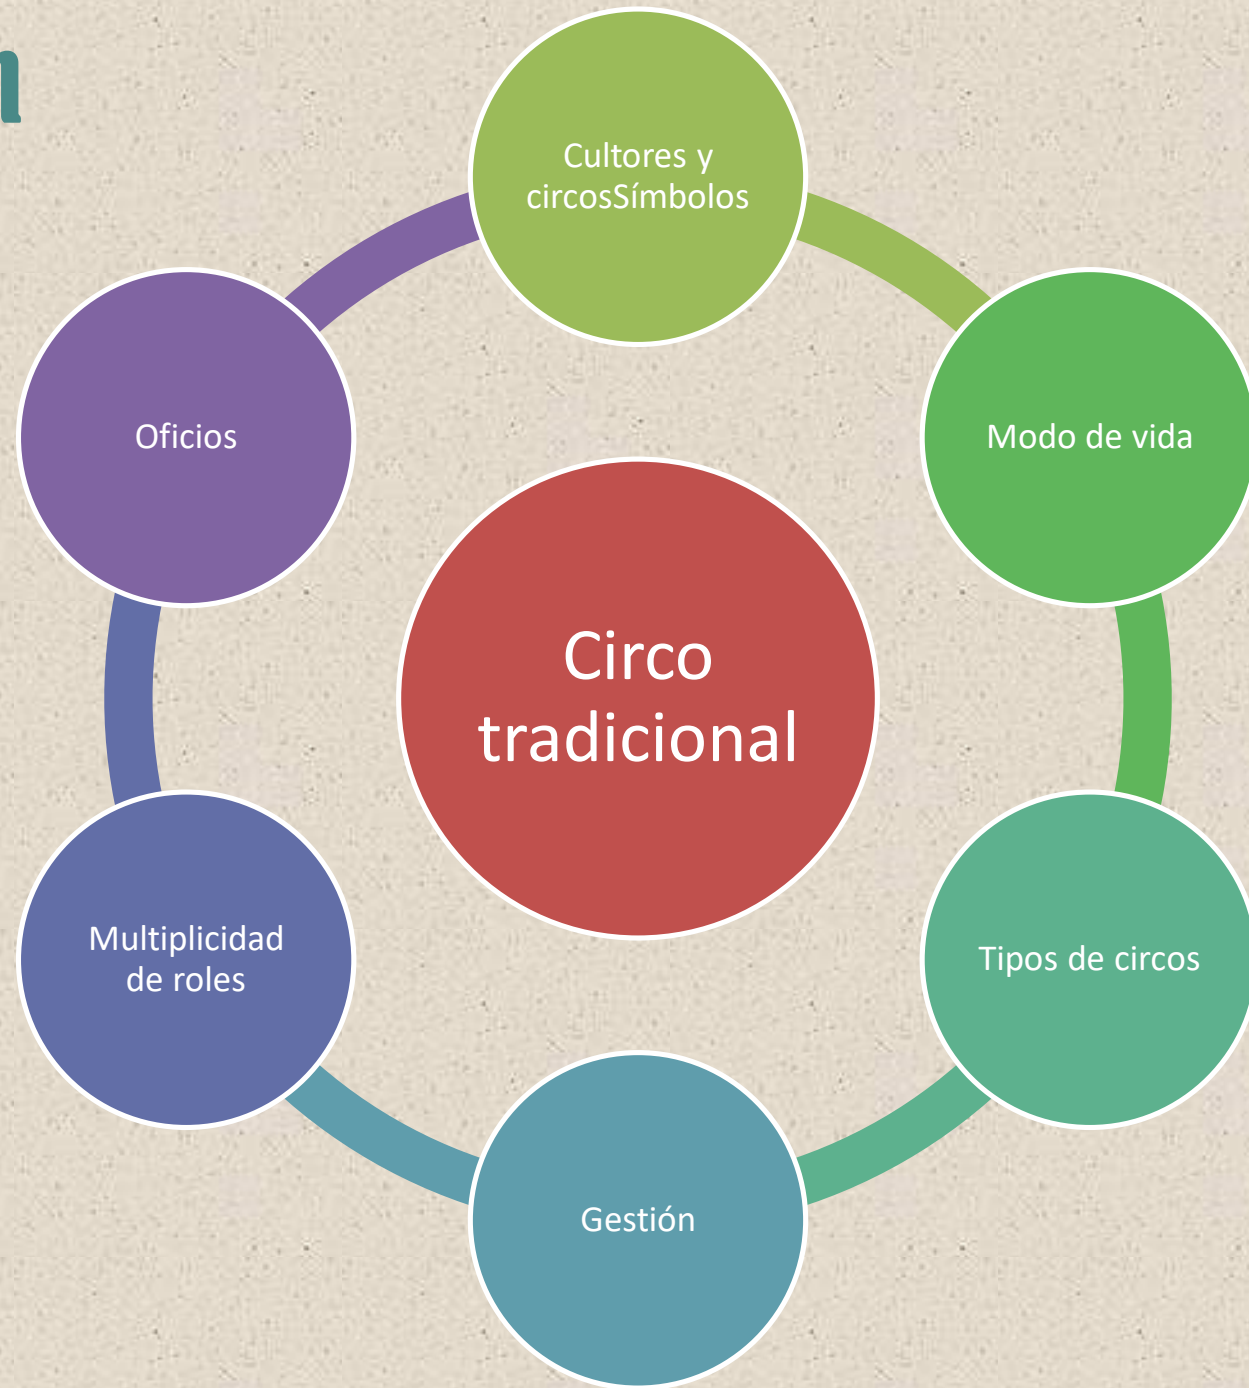 Cultores y
circosSímbolos
Modo de vida
Tipos de circos
Gestión
Multiplicidad
de roles
Oficios
Circo
tradicional